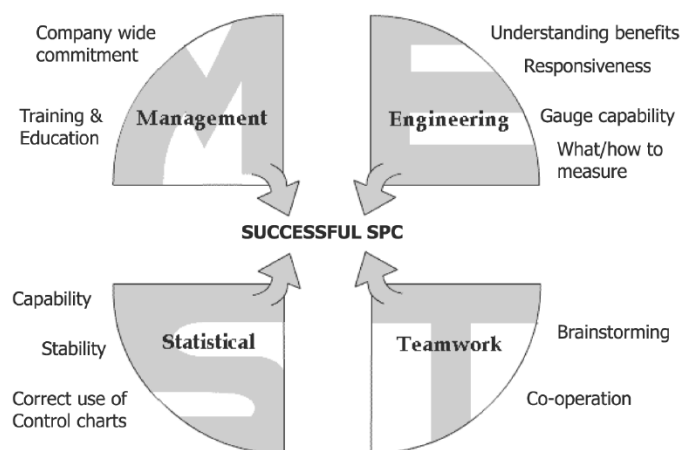 Company wide
commitment
Training &
Education
Management
M
Understanding benefits
Responsiveness
Gauge capability
What/how to
measure
Engineering
E
SUCCESSFUL SPC
Capability
Stability
Correct use of
Control charts
Statistical
S
Teamwork
T
Brainstorming
Co-operation